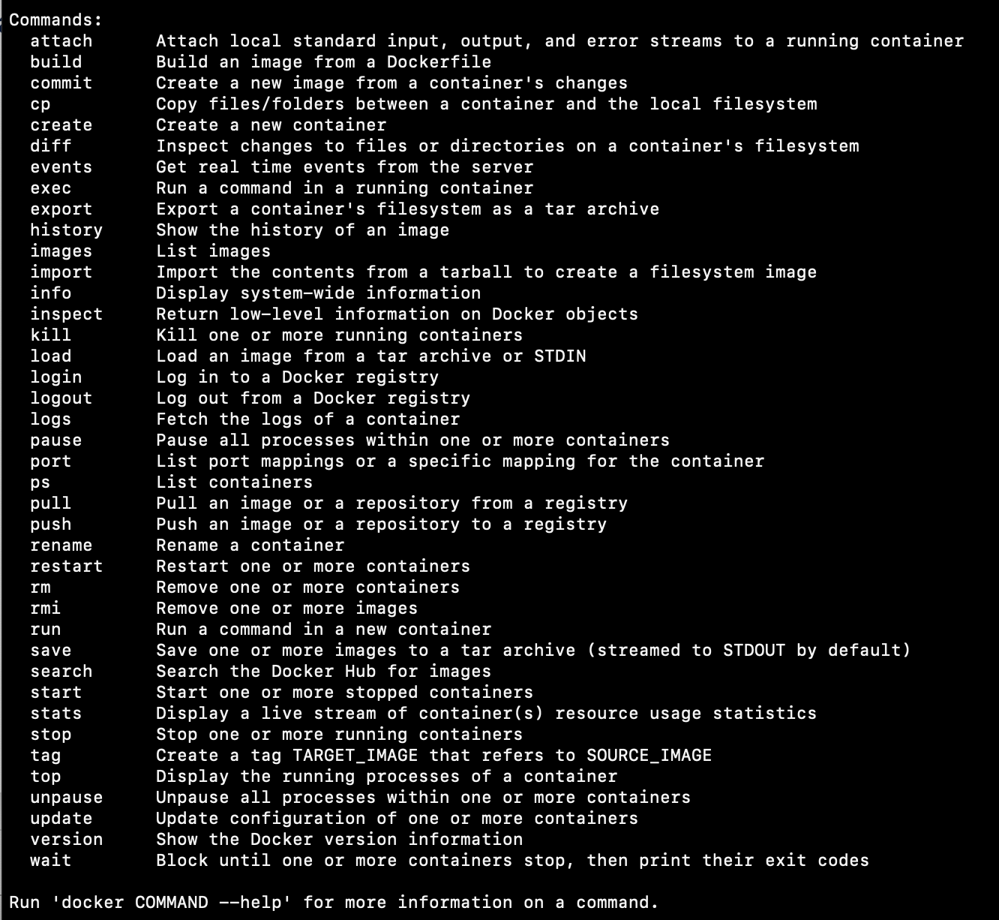 Commands:
  attach      Attach local standard input, output, and error streams to a running container
  build       Build an image from a Dockerfile
  commit      Create a new image from a container's changes
  cp          Copy files/folders between a container and the local filesystem
  create      Create a new container
  diff        Inspect changes to files or directories on a container's filesystem
  events      Get real time events from the server
  exec        Run a command in a running container
  export      Export a container's filesystem as a tar archive
  history     Show the history of an image
  images      List images
  import      Import the contents from a tarball to create a filesystem image
  info        Display system-wide information
  inspect     Return low-level information on Docker objects
  kill        Kill one or more running containers
  load        Load an image from a tar archive or STDIN
  login       Log in to a Docker registry
  logout      Log out from a Docker registry
  logs        Fetch the logs of a container
  pause       Pause all processes within one or more containers
  port        List port mappings or a specific mapping for the container
  ps          List containers
  pull        Pull an image or a repository from a registry
  push        Push an image or a repository to a registry
  rename      Rename a container
  restart     Restart one or more containers
  rm          Remove one or more containers
  rmi         Remove one or more images
  run         Run a command in a new container
  save        Save one or more images to a tar archive (streamed to STDOUT by default)
  search      Search the Docker Hub for images
  start       Start one or more stopped containers
  stats       Display a live stream of container(s) resource usage statistics
  stop        Stop one or more running containers
  tag         Create a tag TARGET_IMAGE that refers to SOURCE_IMAGE
  top         Display the running processes of a container
  unpause     Unpause all processes within one or more containers
  update      Update configuration of one or more containers
  version     Show the Docker version information
  wait        Block until one or more containers stop, then print their exit codes

Run 'docker COMMAND --help' for more information on a command.